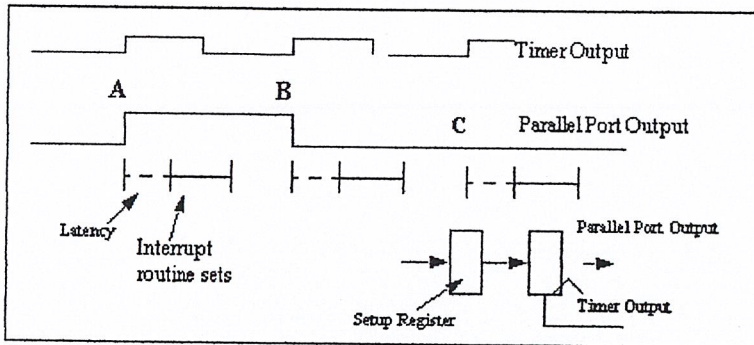 Timer Output
A
B
C
Parallel Port Output
Latency
Interrupt
routine sets
Parallel Port Output
Setup Register
Timer Output